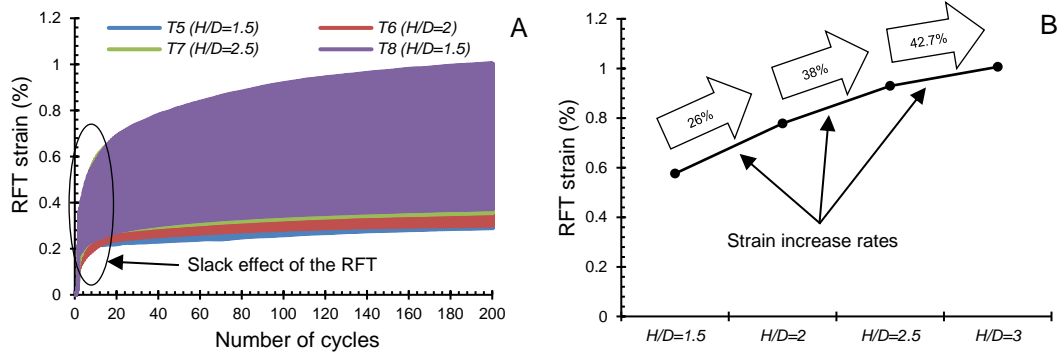 A
T5 (H/D=1.5)
T6 (H/D=2)
T7 (H/D=2.5)
T8 (H/D=1.5)
RFT strain (%)
1.2
1
0.8
0.6
0.4
0.2
0
Slack effect of the RFT
0 20 40 60 80 100 120 140 160 180 200
Number of cycles
B
RFT strain (%)
1.2
1
0.8
0.6
0.4
0.2
0
26%
38%
42.7%
Strain increase rates
H/D=1.5 H/D=2 H/D=2.5 H/D=3